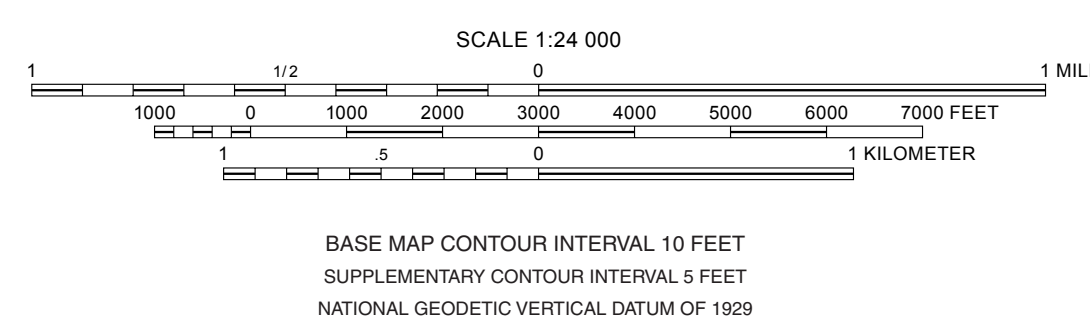 SCALE 1:24 000
1 1/2 0 1 MIL
1000 0 1000 2000 3000 4000 5000 6000 7000 FEET
1 .5 0 1 KILOMETER
BASE MAP CONTOUR INTERVAL 10 FEET
SUPPLEMENTARY CONTOUR INTERVAL 5 FEET
NATIONAL GEODETIC VERTICAL DATUM OF 1929